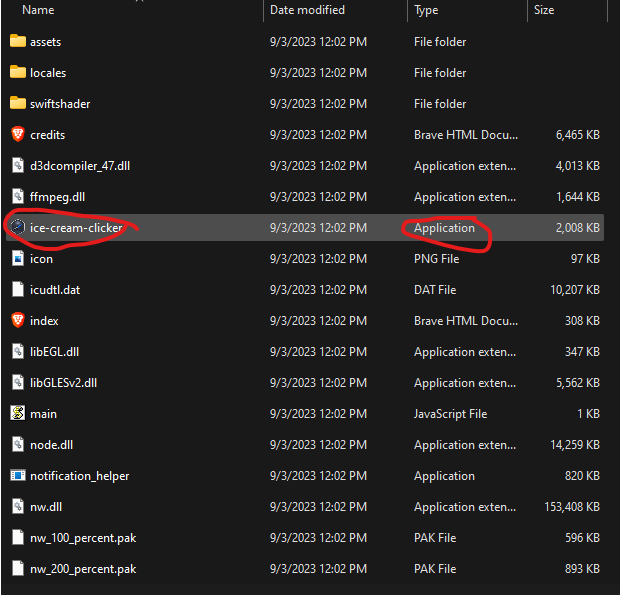 Name Date modified Type Size
assets 9/3/2023 12:02 PM File folder
locales 9/3/2023 12:02 PM File folder
swiftshader 9/3/2023 12:02 PM File folder
credits 9/3/2023 12:02 PM Brave HTML Docu... 6,465 KB
d3dcompiler_47.dll 9/3/2023 12:02 PM Application exten... 4,013 KB
ffmpeg.dll 9/3/2023 12:02 PM Application exten... 1,644 KB
ice-cream-clicker 9/3/2023 12:02 PM Application 2,008 KB
icon 9/3/2023 12:02 PM PNG File 97 KB
icudtl.dat 9/3/2023 12:02 PM DAT File 10,207 KB
index 9/3/2023 12:02 PM Brave HTML Docu... 308 KB
libEGL.dll 9/3/2023 12:02 PM Application exten... 347 KB
libGLESv2.dll 9/3/2023 12:02 PM Application exten... 5,562 KB
main 9/3/2023 12:02 PM JavaScript File 1 KB
node.dll 9/3/2023 12:02 PM Application exten... 14,259 KB
notification_helper 9/3/2023 12:02 PM Application 820 KB
nw.dll 9/3/2023 12:02 PM Application exten... 153,408 KB
nw_100_percent.pak 9/3/2023 12:02 PM PAK File 596 KB
nw_200_percent.pak 9/3/2023 12:02 PM PAK File 893 KB